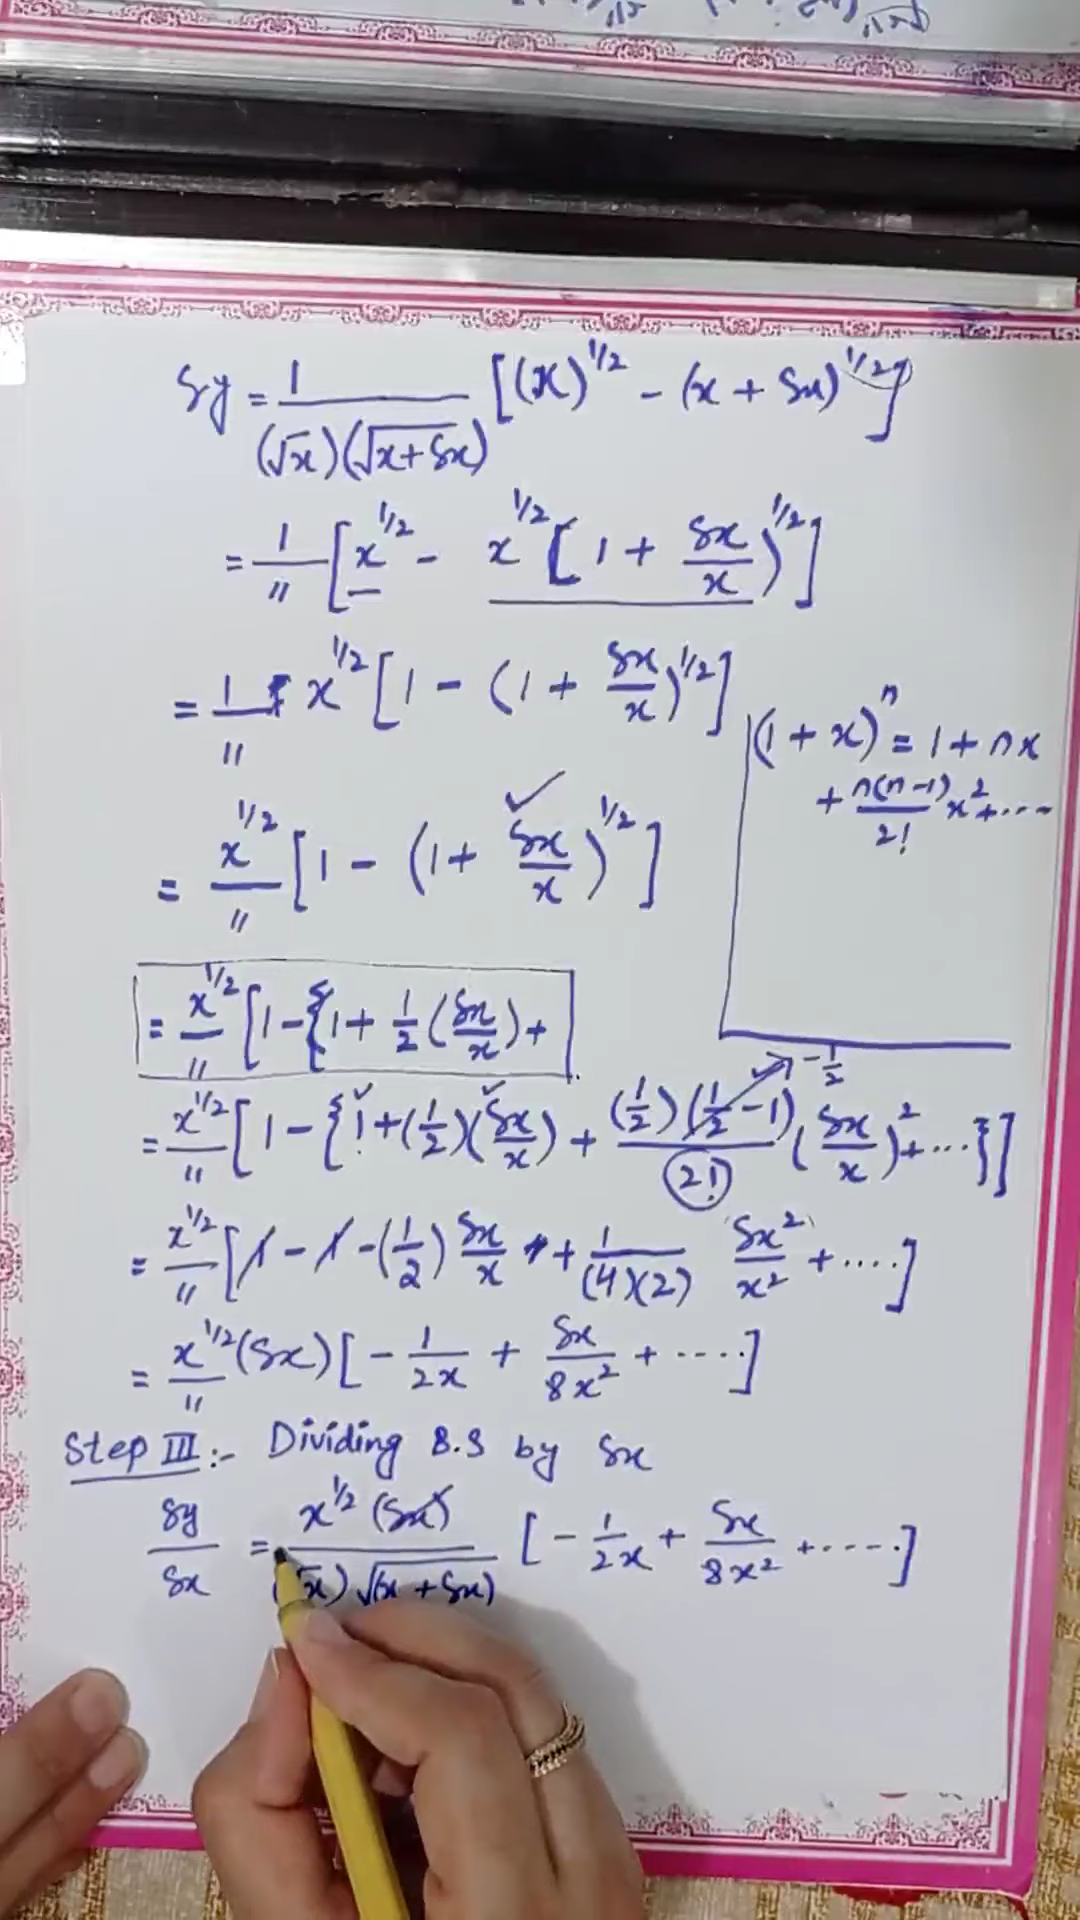 δy = 1/((√x)(√x+δx)) [(x)^1/2 - (x + δx)^1/2]
= 1/〃 [x^1/2 - x^1/2 [1 + δx/x)^1/2]
= 1/〃 x^1/2 [1 - (1 + δx/x)^1/2]
(1 + x)^n = 1 + nx
+ n(n-1)/2! x^2 + ....
= x^1/2/〃 [1 - (1 + δx/x)^1/2]
= x^1/2/〃 [1 - {1 + 1/2 (δx/x) +
-1/2
= x^1/2/〃 [1 - {1 + (1/2)(δx/x) + (1/2)(1/2 - 1)/2! (δx/x)^2 + ...}]
= x^1/2/〃 [1 - 1 - (1/2) δx/x + 1/(4)(2) δx^2/x^2 + ....]
= x^1/2/〃 (δx) [- 1/2x + δx/8x^2 + ....]
Step III :- Dividing B.S by δx
δy/δx = x^1/2 (δx)/((√x) √(x + δx)) [- 1/2x + δx/8x^2 + ....]